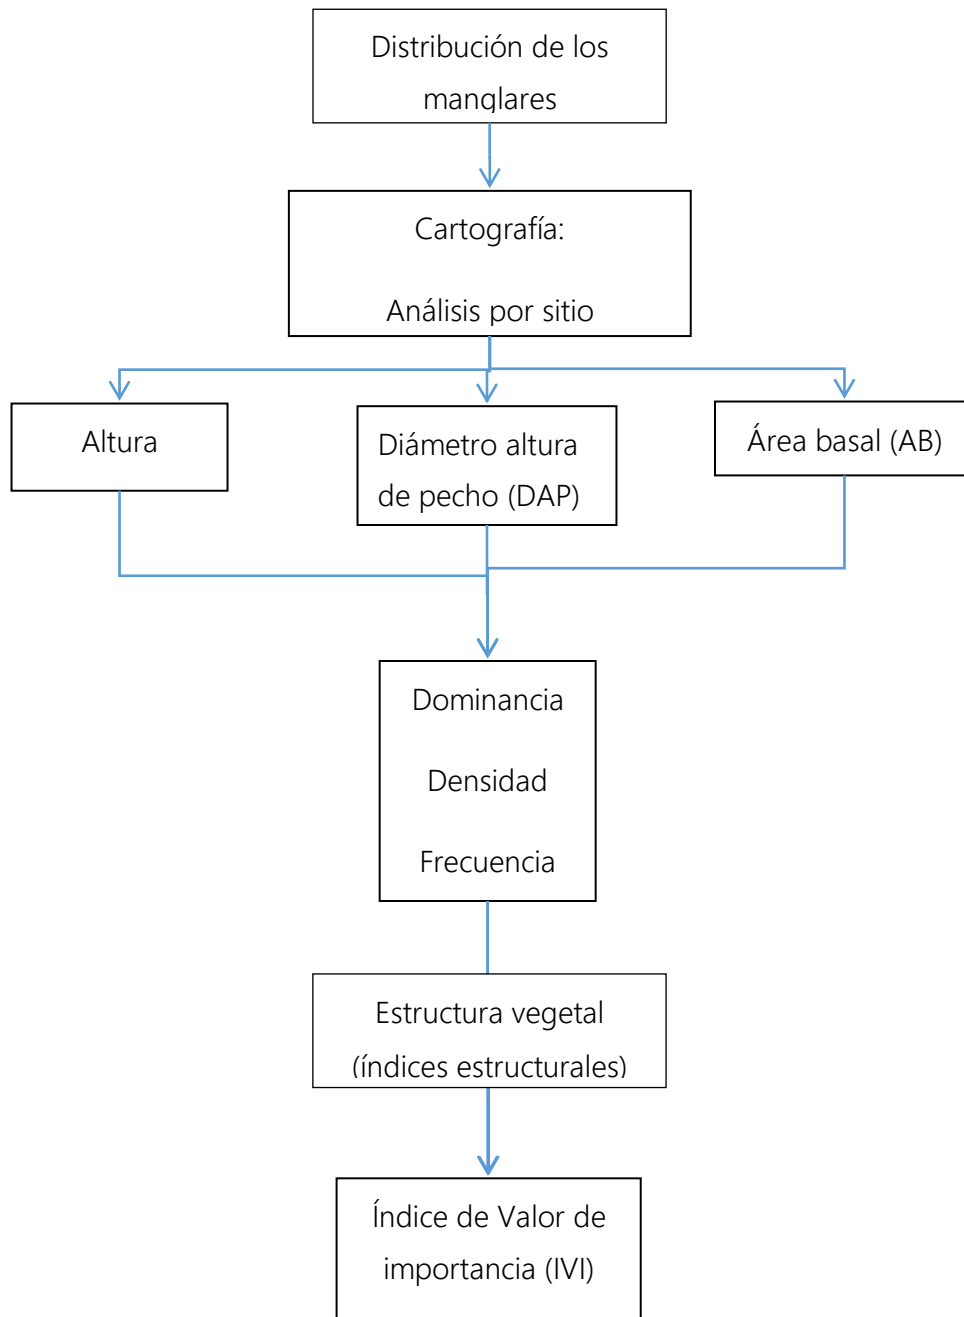 Distribución de los
manglares
Cartografía:
Análisis por sitio
Altura
Diámetro altura
de pecho (DAP)
Área basal (AB)
Dominancia
Densidad
Frecuencia
Estructura vegetal
(índices estructurales)
Índice de Valor de
importancia (IVI)